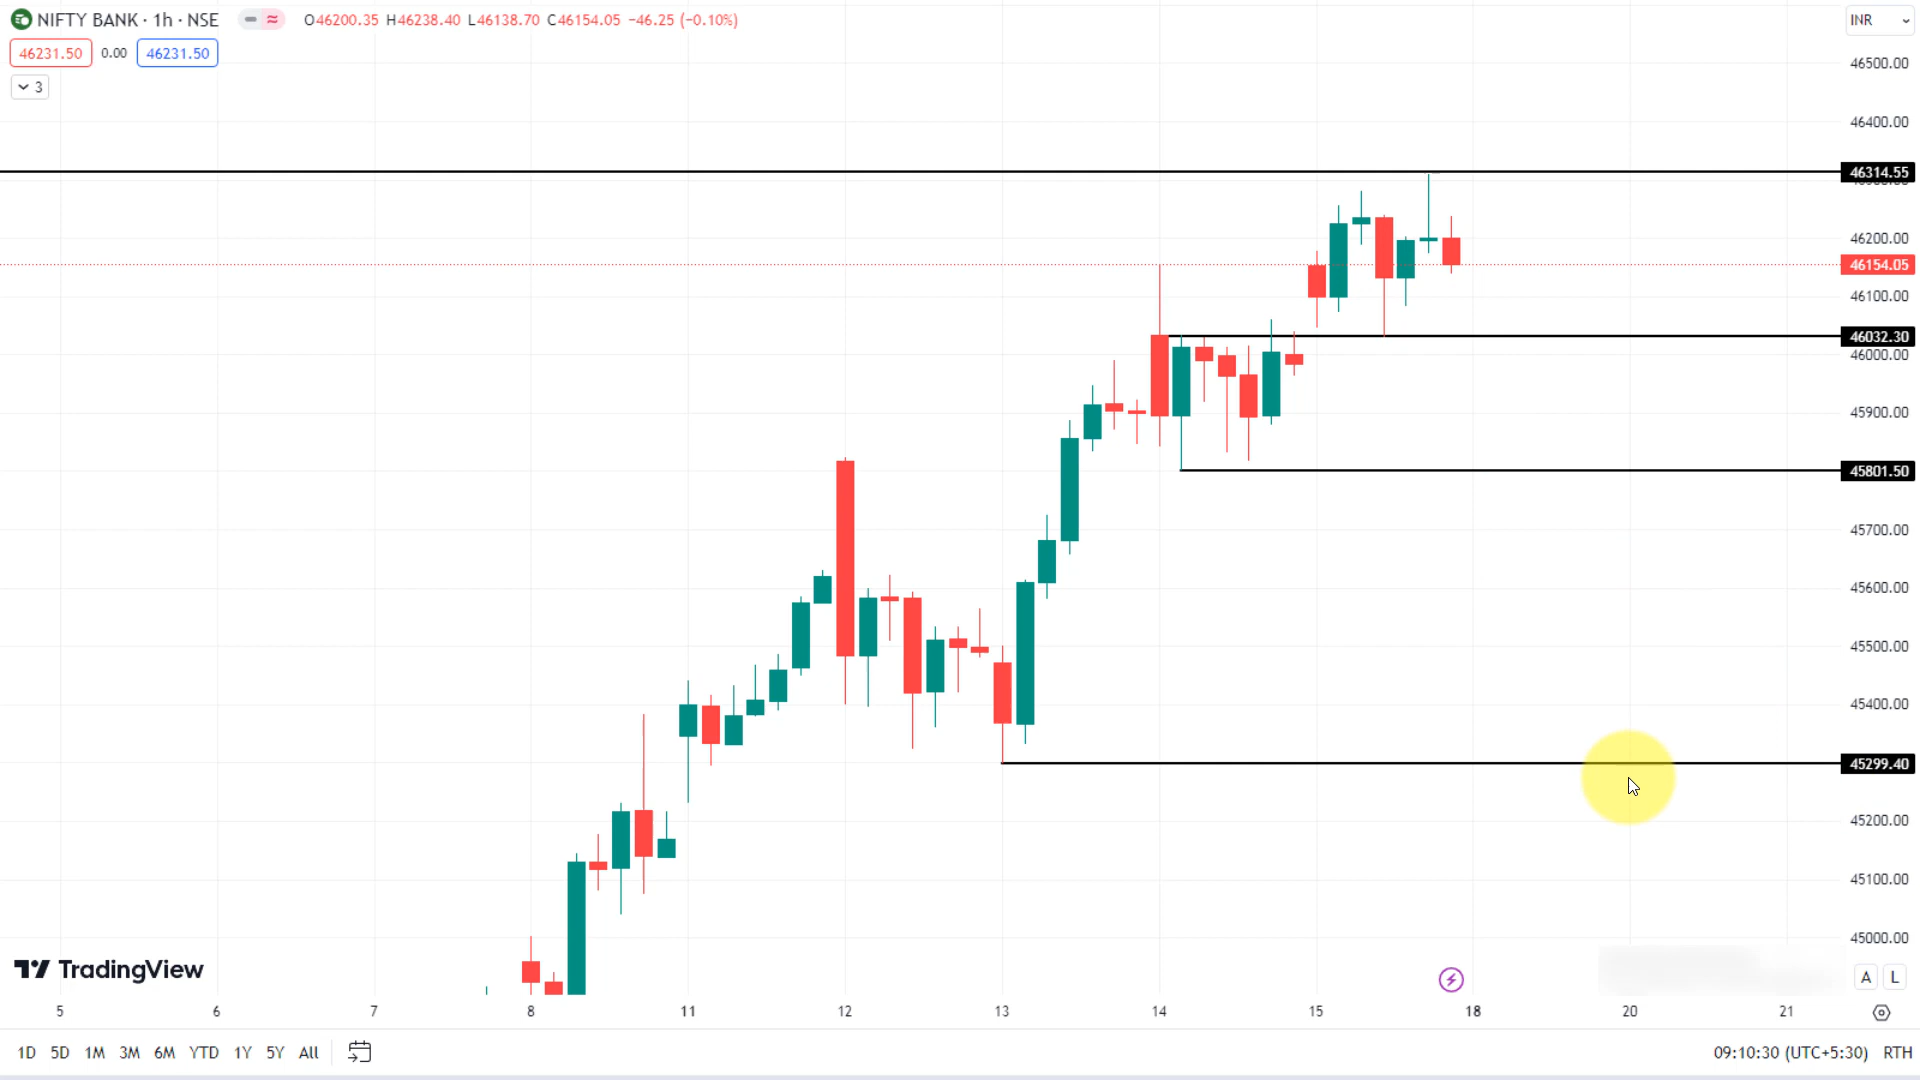 NIFTY BANK · 1h · NSE O46200.35 H46238.40 L46138.70 C46154.05 −46.25 (−0.10%)
INR
46231.50 0.00 46231.50
3
46500.00
46400.00
46314.55
46200.00
46154.05
46100.00
46032.30
46000.00
45900.00
45801.50
45700.00
45600.00
45500.00
45400.00
45299.40
45200.00
45100.00
45000.00
TradingView
A L
5 6 7 8 11 12 13 14 15 18 20 21
1D 5D 1M 3M 6M YTD 1Y 5Y All
09:10:30 (UTC+5:30) RTH